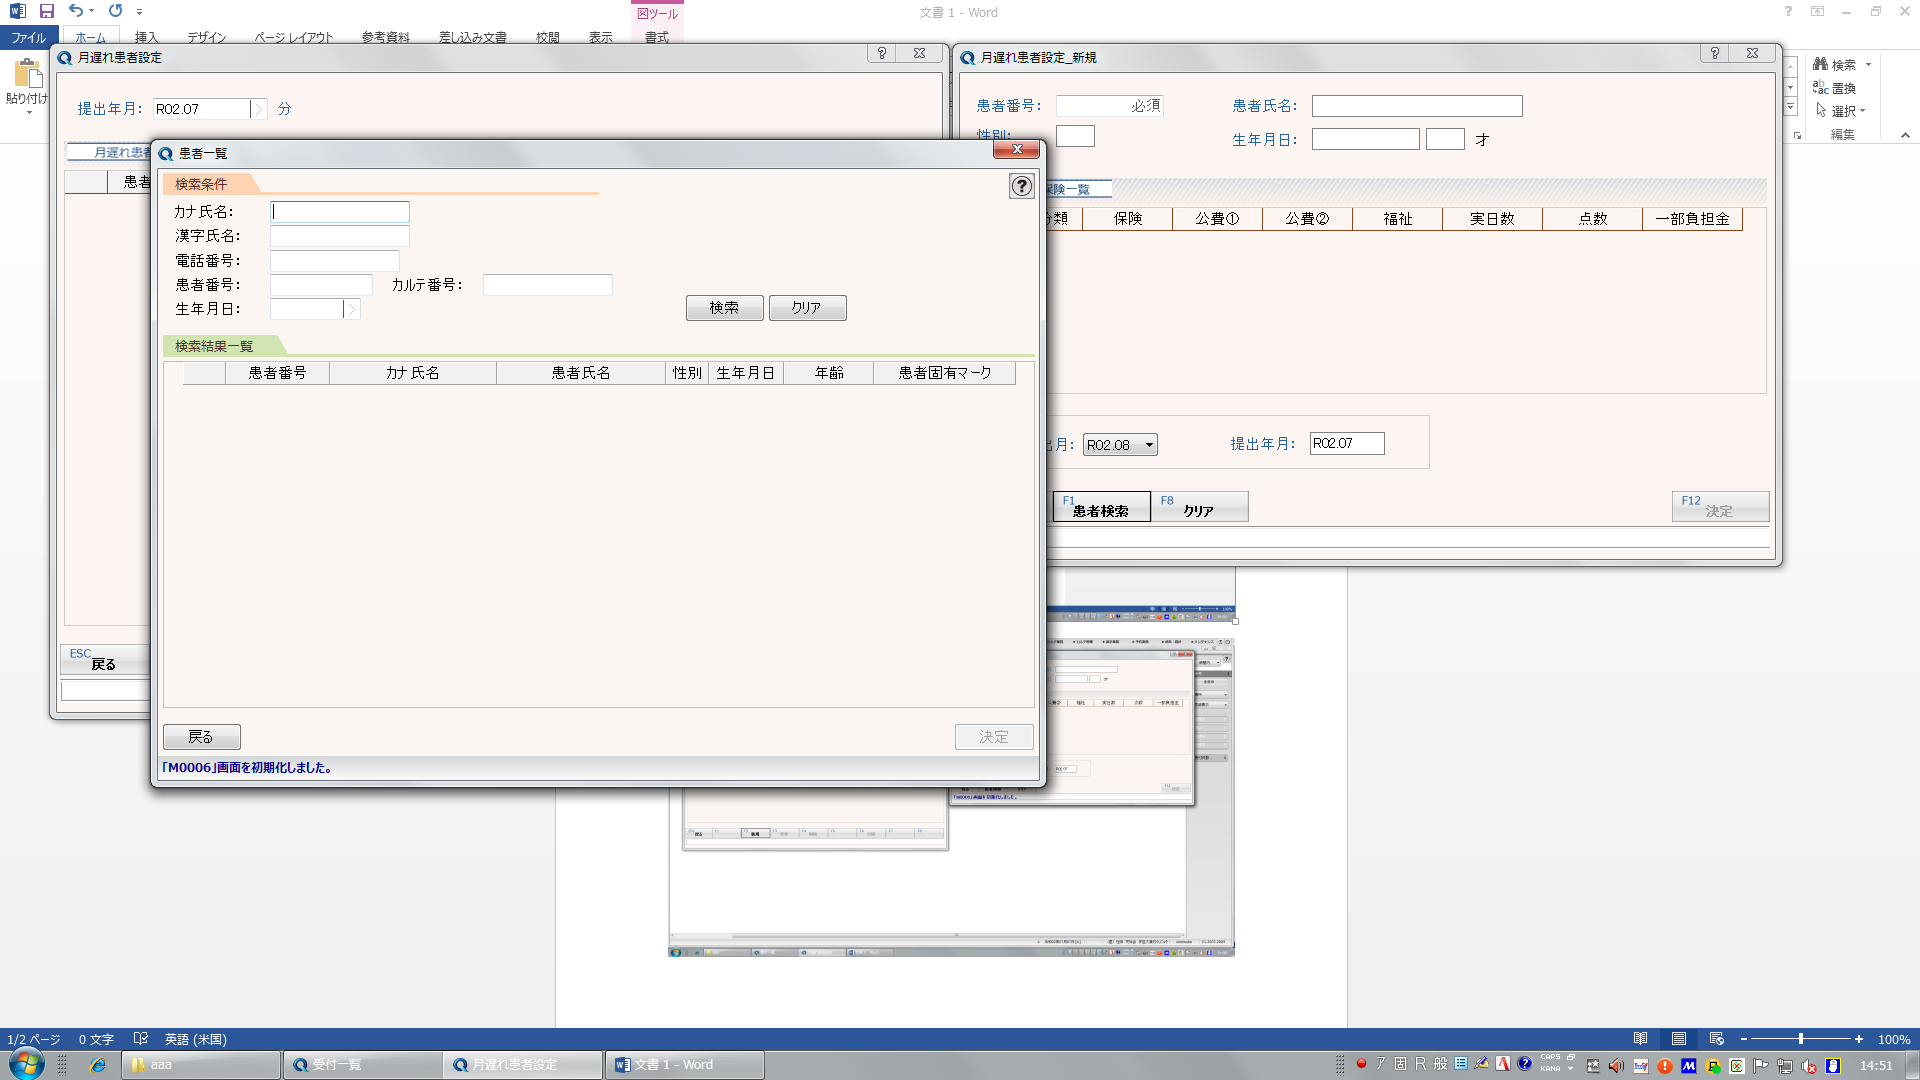 図ツール
文書 1 - Word
ファイル
ホーム
挿入
デザイン
ページ レイアウト
参考資料
差し込み文書
校閲
表示
書式
貼り付け
検索
置換
選択
編集
月遅れ患者設定
提出年月:
R02.07
分
月遅れ患者
患者
ESC
戻る
月遅れ患者設定_新規
患者番号:
必須
患者氏名:
性別:
生年月日:
才
保険一覧
分類
保険
公費①
公費②
福祉
実日数
点数
一部負担金
出月:
R02.08
提出年月:
R02.07
F1
患者検索
F8
クリア
F12
決定
患者一覧
検索条件
カナ氏名:
漢字氏名:
電話番号:
患者番号:
カルテ番号:
生年月日:
検索
クリア
検索結果一覧
患者番号
カナ氏名
患者氏名
性別
生年月日
年齢
患者固有マーク
戻る
決定
「M0006」画面を初期化しました。
1/2 ページ
0 文字
英語 (米国)
100%
aaa
受付一覧
月遅れ患者設定
文書 1 - Word
ア
固
R
般
CAPS
KANA
14:51